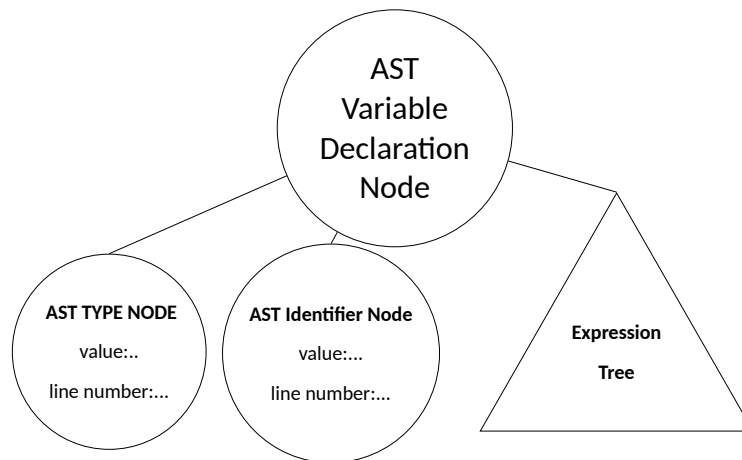 AST
Variable
Declaration
Node
AST TYPE NODE
value:..
line number:...
AST Identifier Node
value:...
line number:...
Expression
Tree